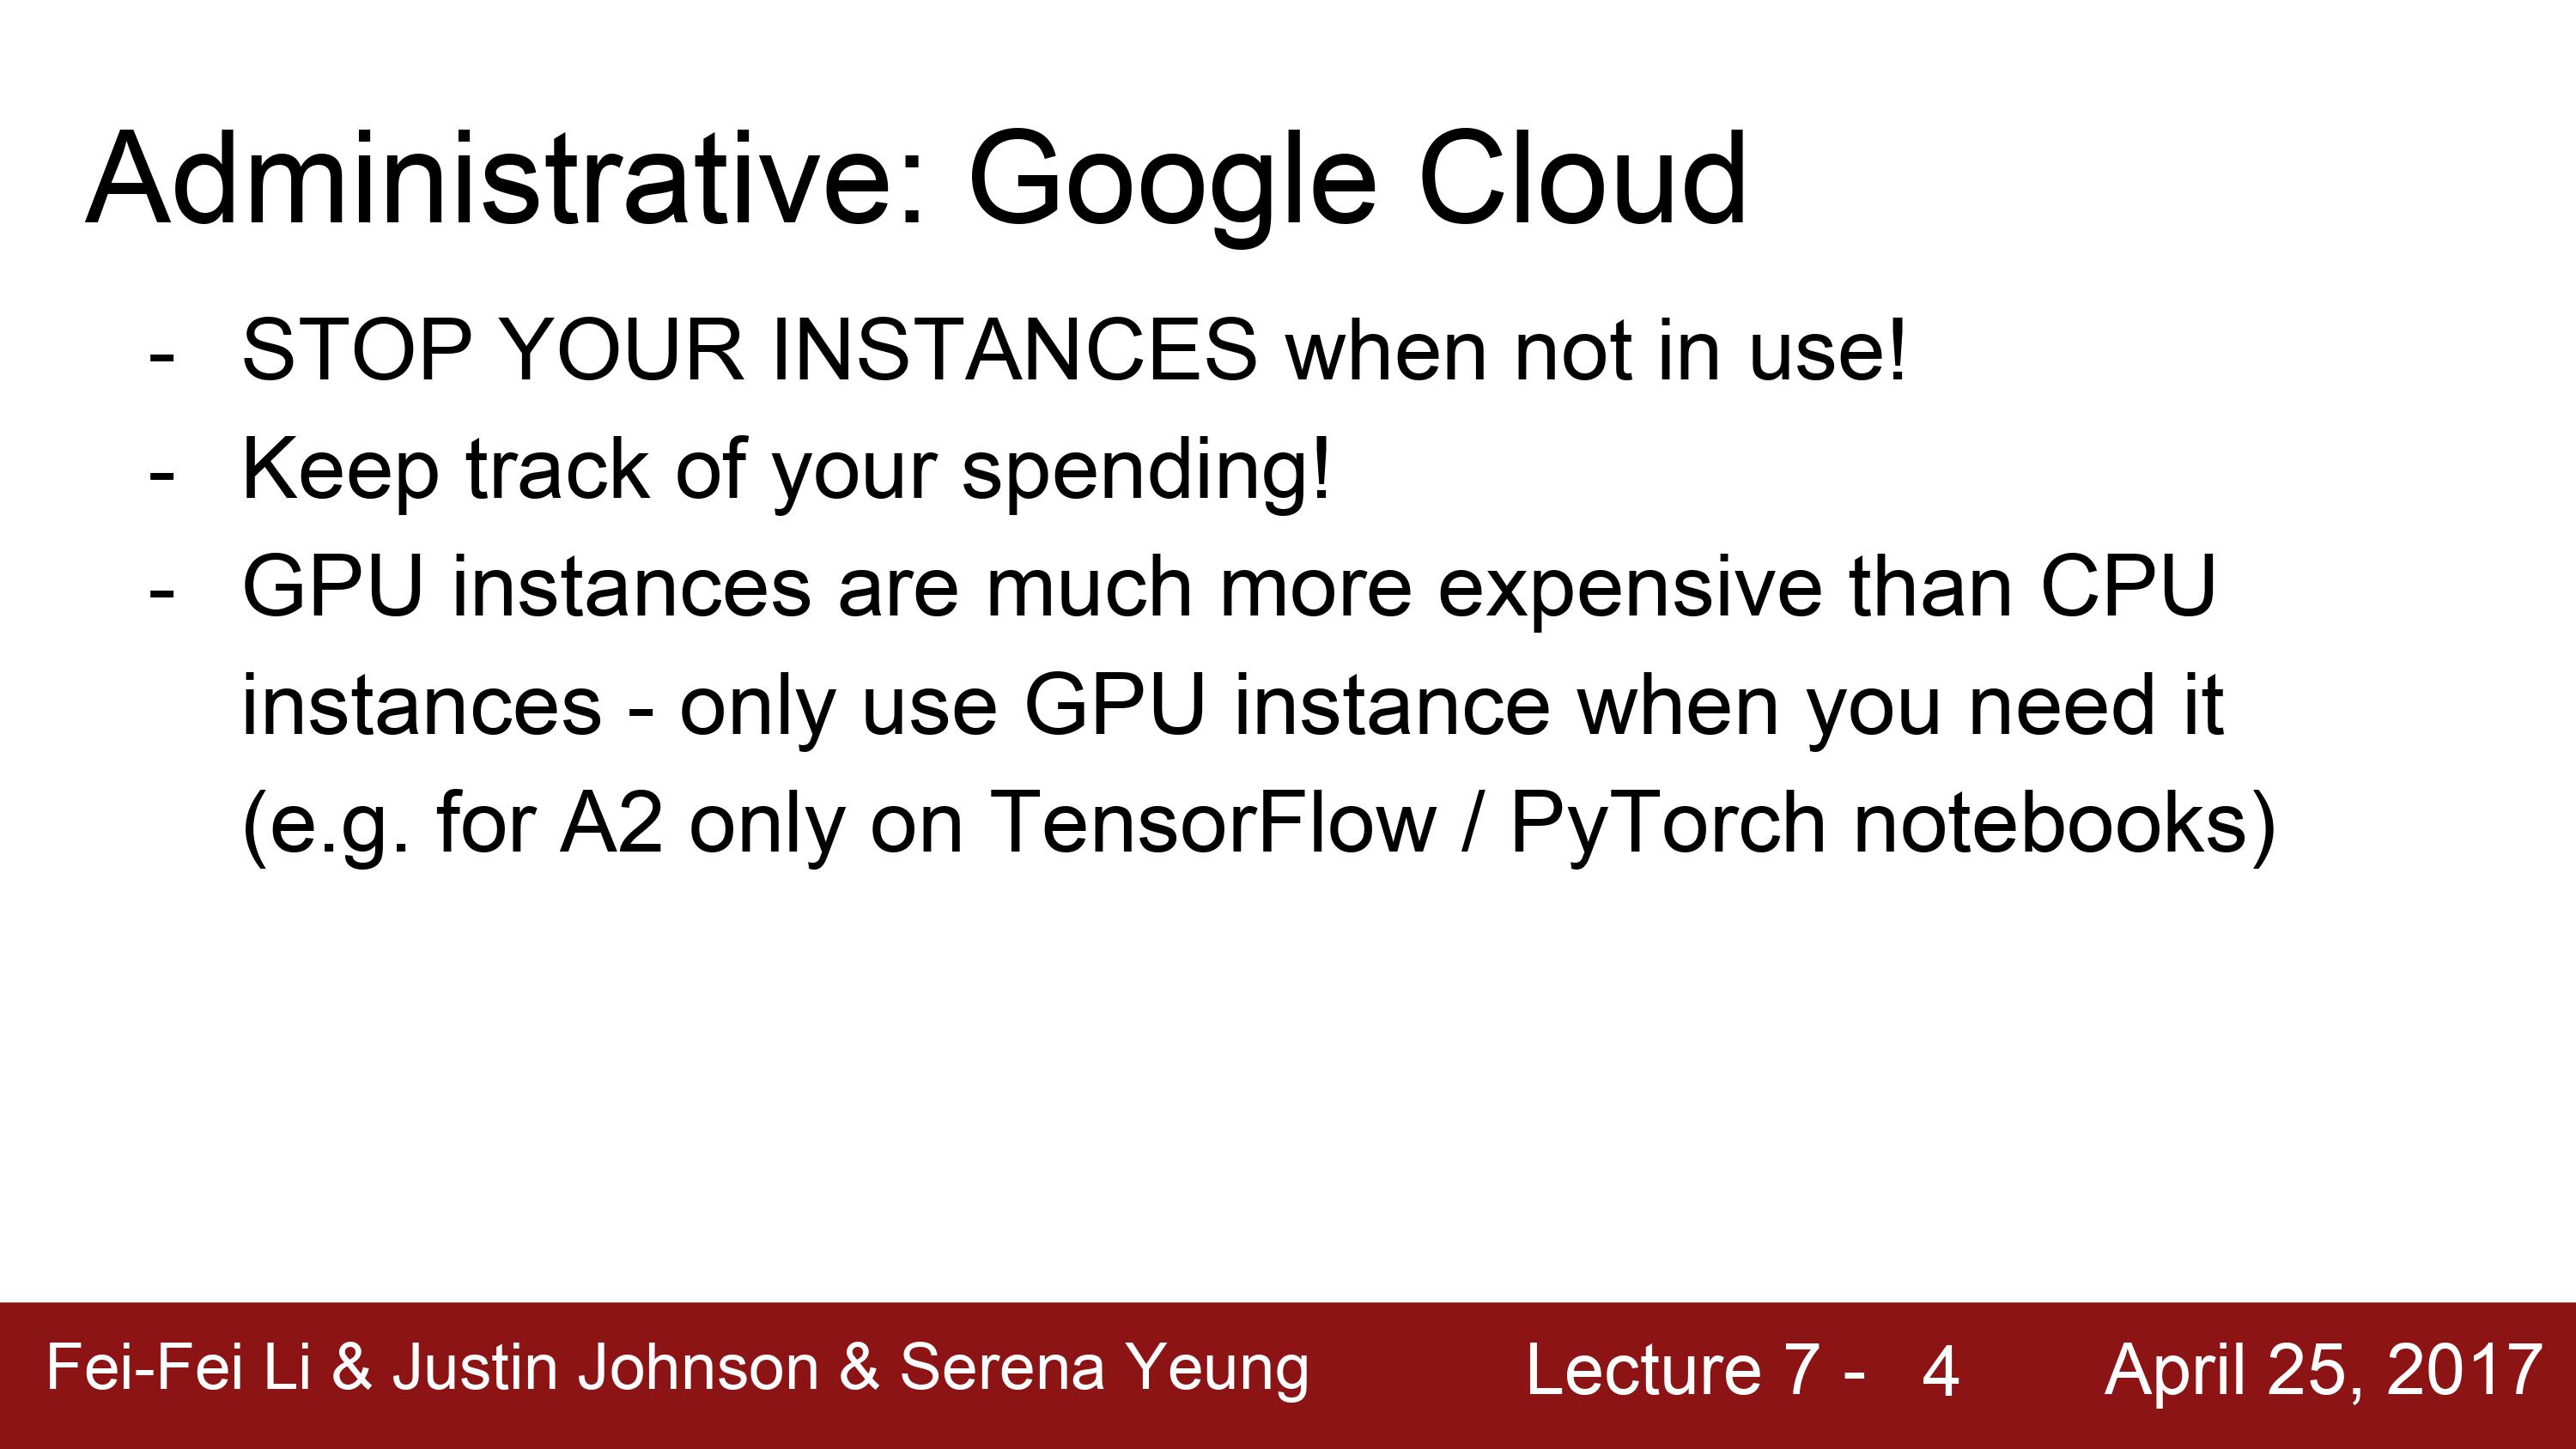 Administrative: Google Cloud
- STOP YOUR INSTANCES when not in use!
- Keep track of your spending!
- GPU instances are much more expensive than CPU
instances - only use GPU instance when you need it
(e.g. for A2 only on TensorFlow / PyTorch notebooks)
Fei-Fei Li & Justin Johnson & Serena Yeung Lecture 7 - 4 April 25, 2017